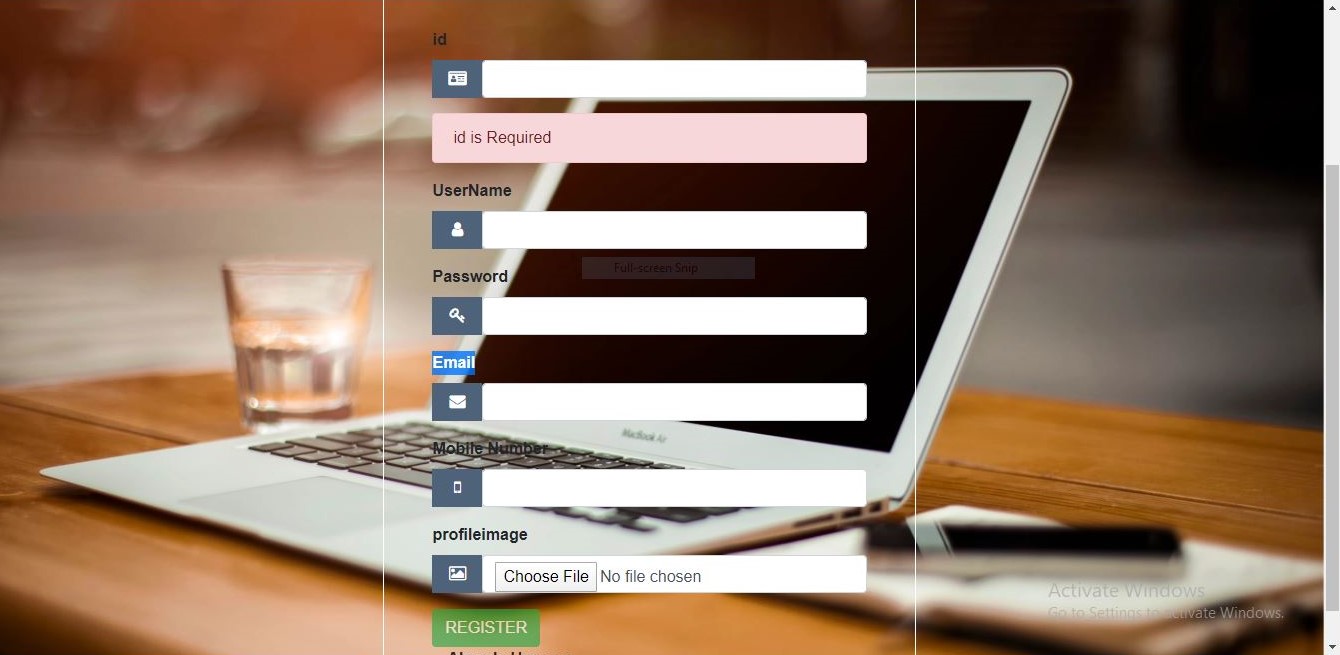 id
id is Required
UserName
Full-screen Snip
Password
Email
MacBook Air
Mobile Number
profileimage
Choose File No file chosen
Activate Windows
Go to Settings to activate Windows.
REGISTER